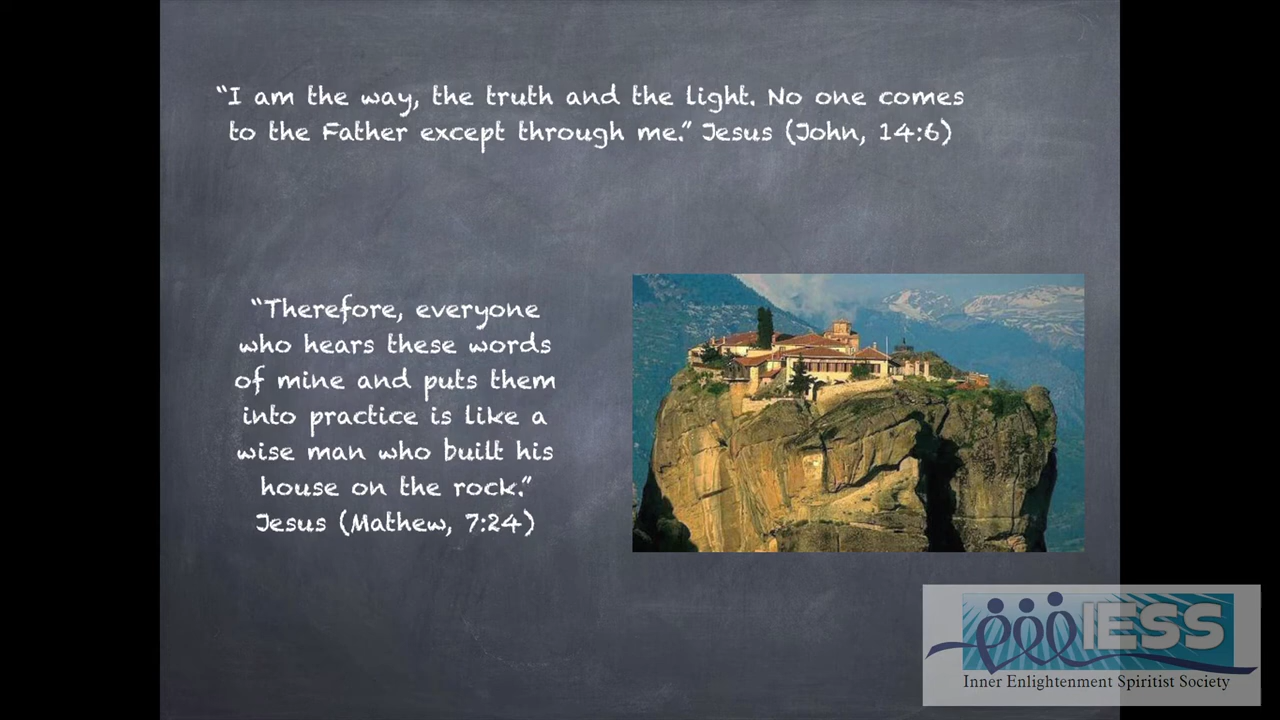 “I am the way, the truth and the light. No one comes
to the Father except through me.” Jesus (John, 14:6)
“Therefore, everyone
who hears these words
of mine and puts them
into practice is like a
wise man who built his
house on the rock.”
Jesus (Mathew, 7:24)
IESS
Inner Enlightenment Spiritist Society